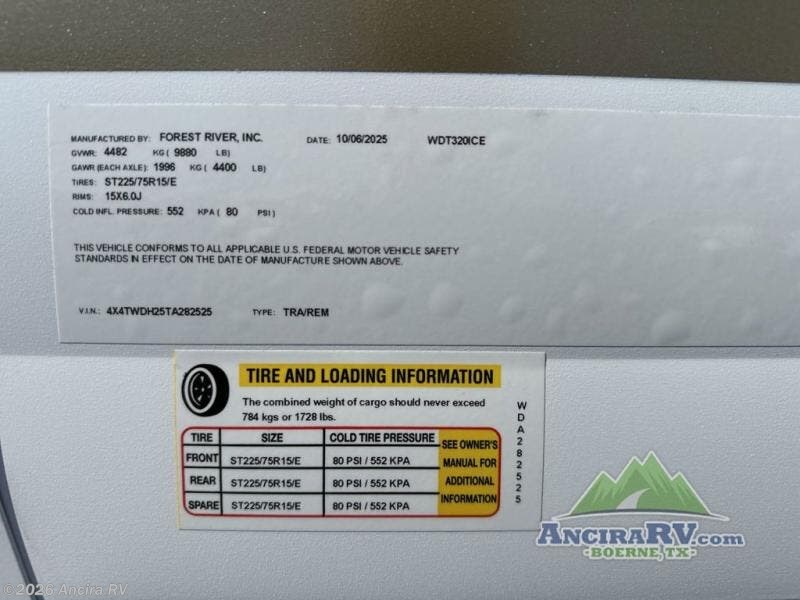 MANUFACTURED BY: FOREST RIVER, INC. DATE: 10/06/2025 WDT320ICE
GVWR: 4482 KG ( 9880 LB)
GAWR (EACH AXLE): 1996 KG ( 4400 LB)
TIRES: ST225/75R15/E
RIMS: 15X6.0J
COLD INFL. PRESSURE: 552 KPA ( 80 PSI )
THIS VEHICLE CONFORMS TO ALL APPLICABLE U.S. FEDERAL MOTOR VEHICLE SAFETY
STANDARDS IN EFFECT ON THE DATE OF MANUFACTURE SHOWN ABOVE.
V.I.N.: 4X4TWDH25TA282525 TYPE: TRA/REM
TIRE AND LOADING INFORMATION
The combined weight of cargo should never exceed
784 kgs or 1728 lbs.
TIRE SIZE COLD TIRE PRESSURE
FRONT ST225/75R15/E 80 PSI / 552 KPA
REAR ST225/75R15/E 80 PSI / 552 KPA
SPARE ST225/75R15/E 80 PSI / 552 KPA
SEE OWNER'S
MANUAL FOR
ADDITIONAL
INFORMATION
WDA282525
ANCIRARV.com
BOERNE, TX
©2026 Ancira RV